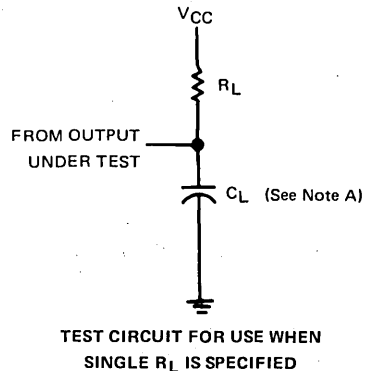 VCC
RL
FROM OUTPUT
UNDER TEST
CL (See Note A)
TEST CIRCUIT FOR USE WHEN
SINGLE RL IS SPECIFIED